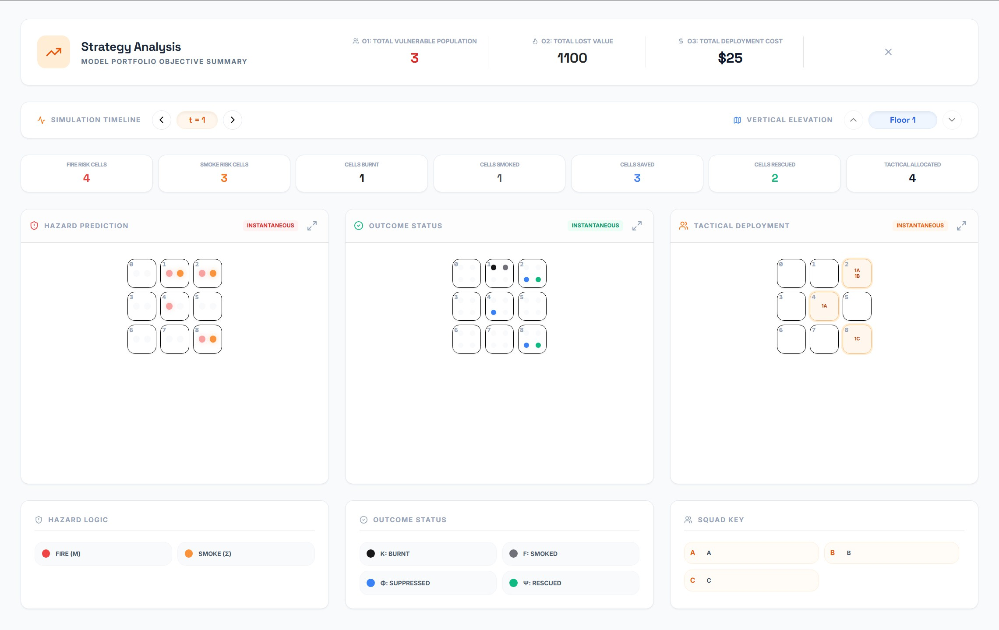 Strategy Analysis
MODEL PORTFOLIO OBJECTIVE SUMMARY
O1: TOTAL VULNERABLE POPULATION
3
O2: TOTAL LOST VALUE
1100
O3: TOTAL DEPLOYMENT COST
$25
SIMULATION TIMELINE
t = 1
VERTICAL ELEVATION
Floor 1
FIRE RISK CELLS
4
SMOKE RISK CELLS
3
CELLS BURNT
1
CELLS SMOKED
1
CELLS SAVED
3
CELLS RESCUED
2
TACTICAL ALLOCATED
4
HAZARD PREDICTION
INSTANTANEOUS
0 1 2
3 4 5
6 7 8
OUTCOME STATUS
INSTANTANEOUS
0 1 2
3 4 5
6 7 8
TACTICAL DEPLOYMENT
INSTANTANEOUS
0 1 2
1A
1B
3 4 5
1A
6 7 8
1C
HAZARD LOGIC
FIRE (M)
SMOKE (Σ)
OUTCOME STATUS
K: BURNT
F: SMOKED
Φ: SUPPRESSED
Ψ: RESCUED
SQUAD KEY
A A
B B
C C